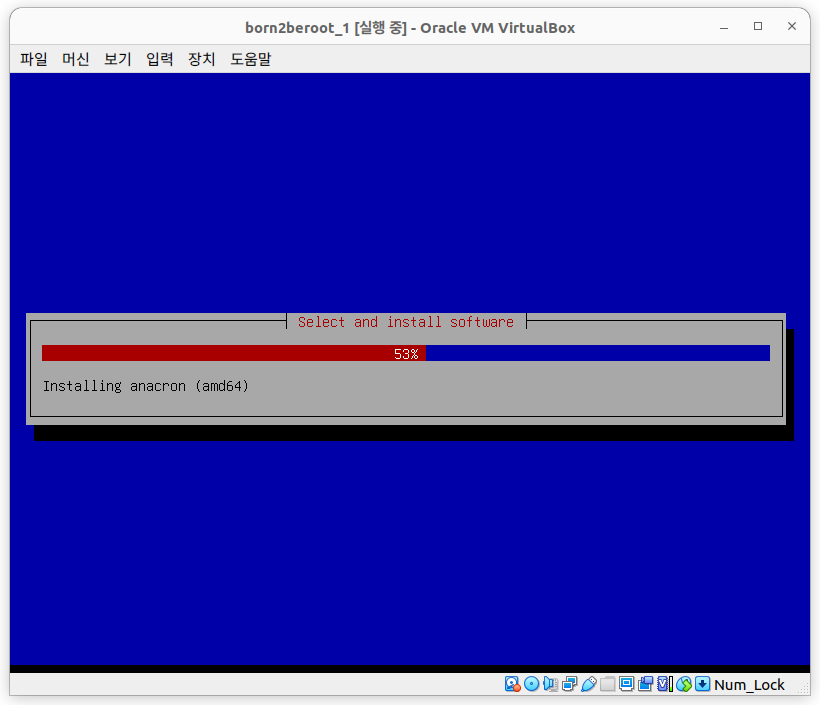 born2beroot_1 [실행 중] - Oracle VM VirtualBox
파일 머신 보기 입력 장치 도움말
Select and install software
53%
Installing anacron (amd64)
Num_Lock